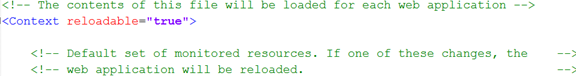 <!-- The contents of this file will be loaded for each web application -->
<Context reloadable="true">
<!-- Default set of monitored resources. If one of these changes, the -->
<!-- web application will be reloaded. -->